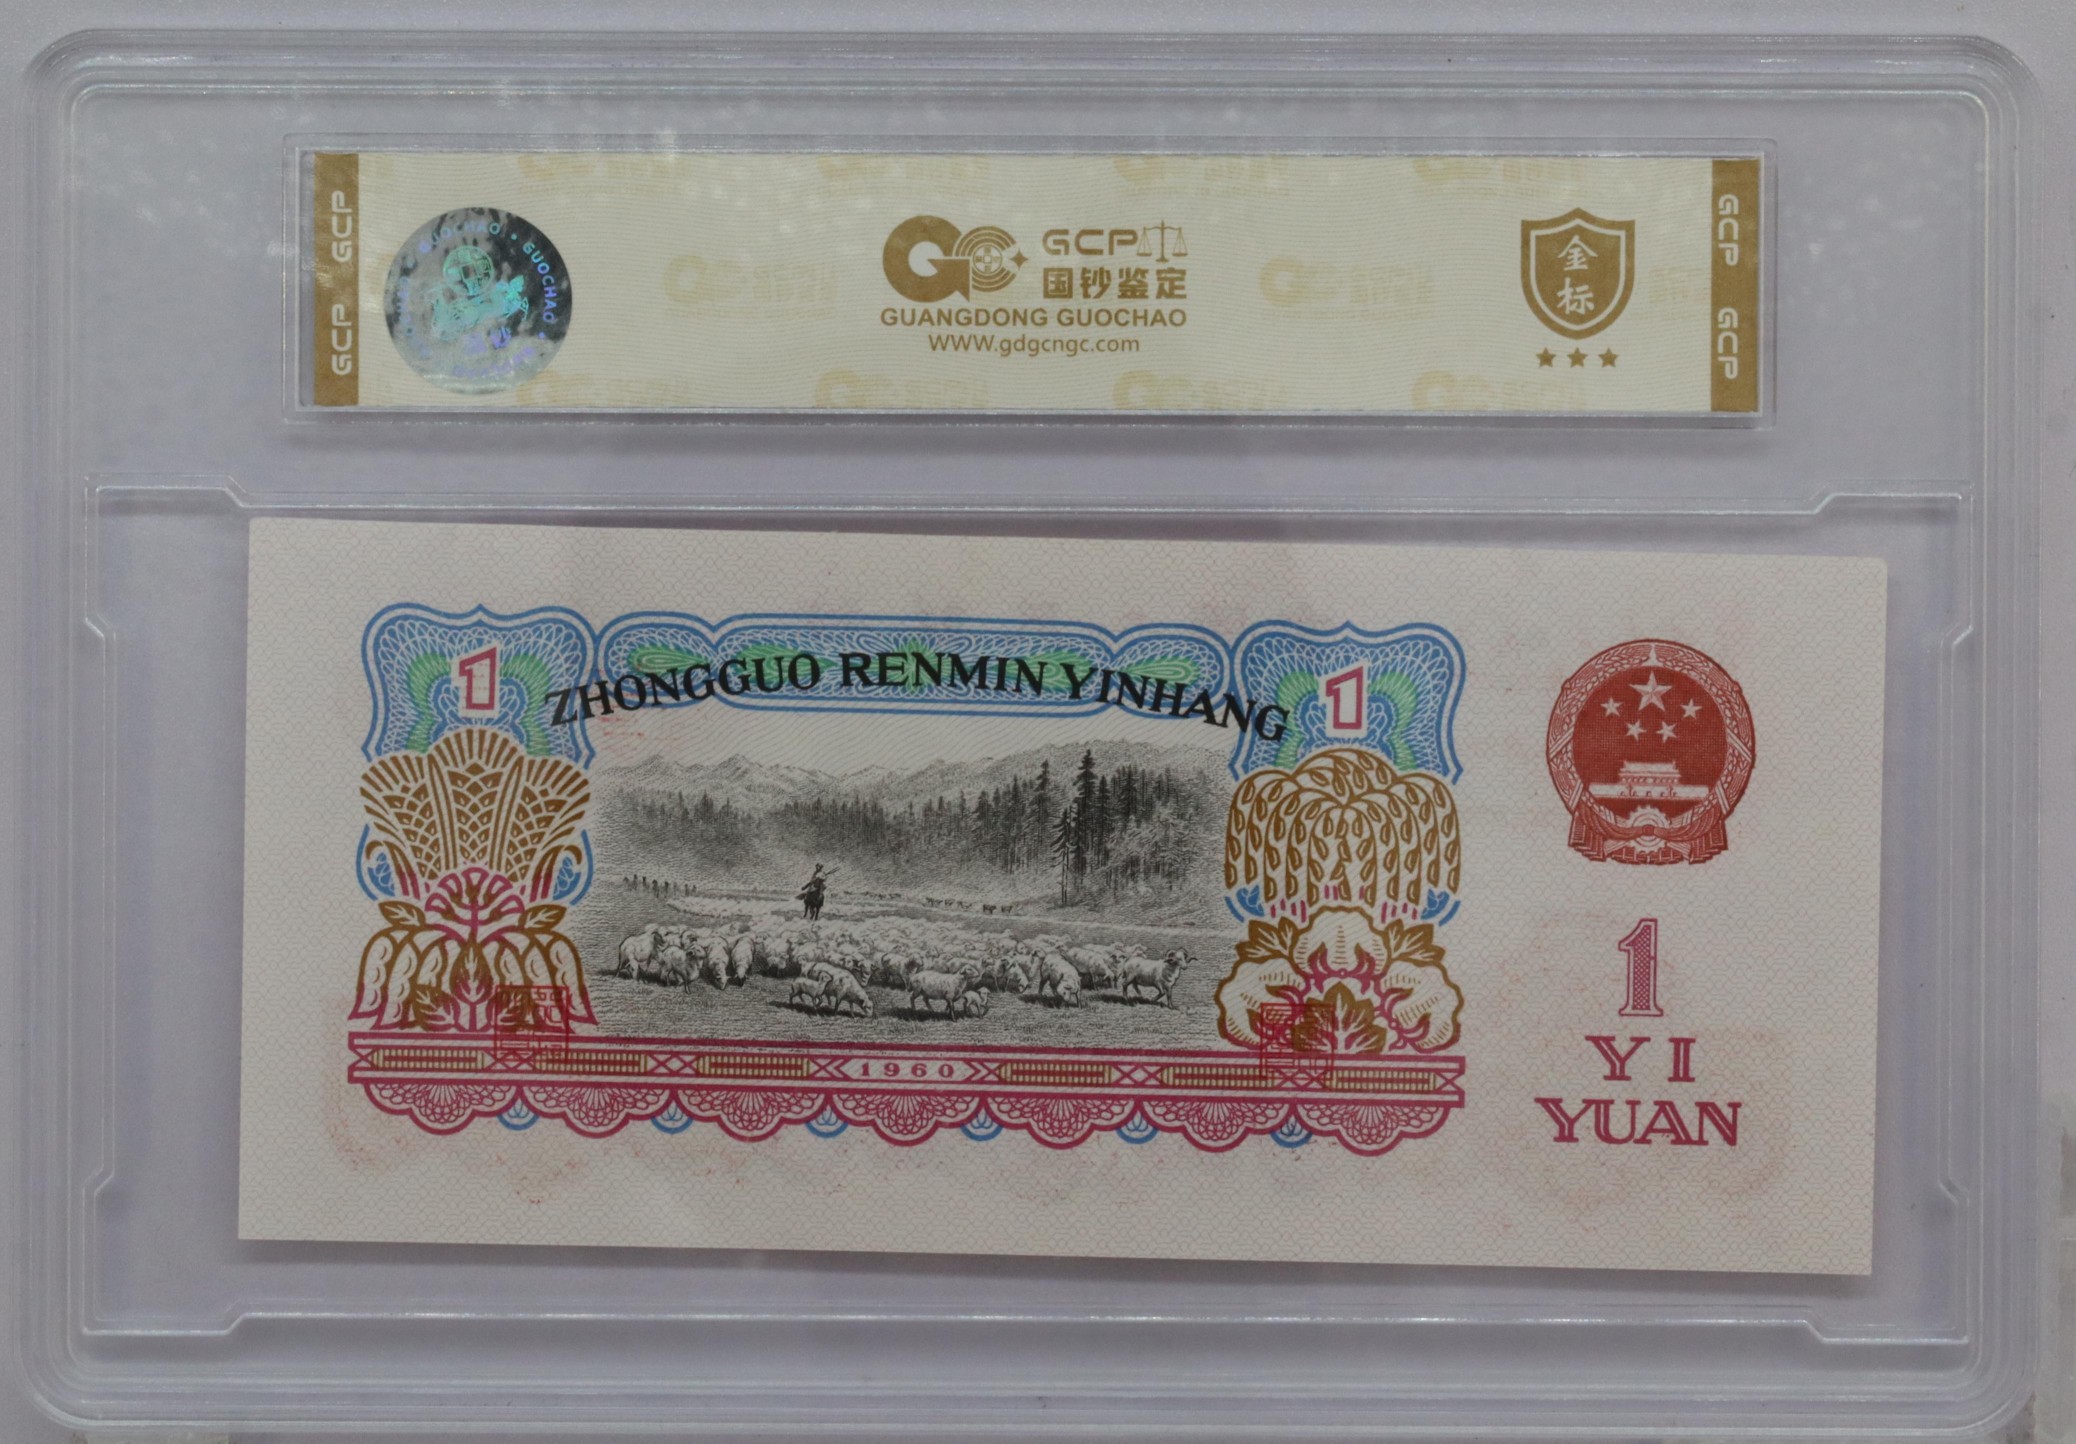 GCP GCP
GUOCHAO • GUOCHAO
GC GCP
国钞鉴定
GUANGDONG GUOCHAO
WWW.gdgcngc.com
金
标
GCP GCP
1 1
ZHONGGUO RENMIN YINHANG
1960
1
YI
YUAN